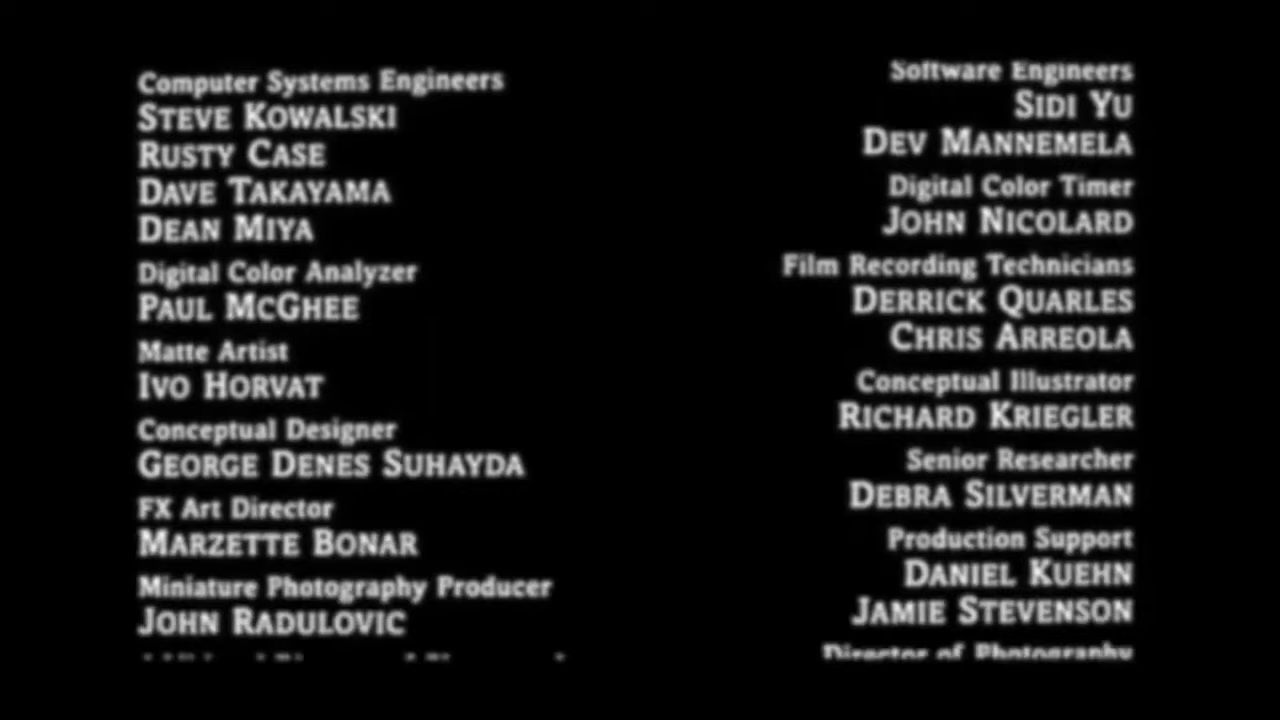 Computer Systems Engineers
STEVE KOWALSKI
RUSTY CASE
DAVE TAKAYAMA
DEAN MIYA
Digital Color Analyzer
PAUL MCGHEE
Matte Artist
IVO HORVAT
Conceptual Designer
GEORGE DENES SUHAYDA
FX Art Director
MARZETTE BONAR
Miniature Photography Producer
JOHN RADULOVIC
Software Engineers
SIDI YU
DEV MANNEMELA
Digital Color Timer
JOHN NICOLARD
Film Recording Technicians
DERRICK QUARLES
CHRIS ARREOLA
Conceptual Illustrator
RICHARD KRIEGLER
Senior Researcher
DEBRA SILVERMAN
Production Support
DANIEL KUEHN
JAMIE STEVENSON
Director of Photography